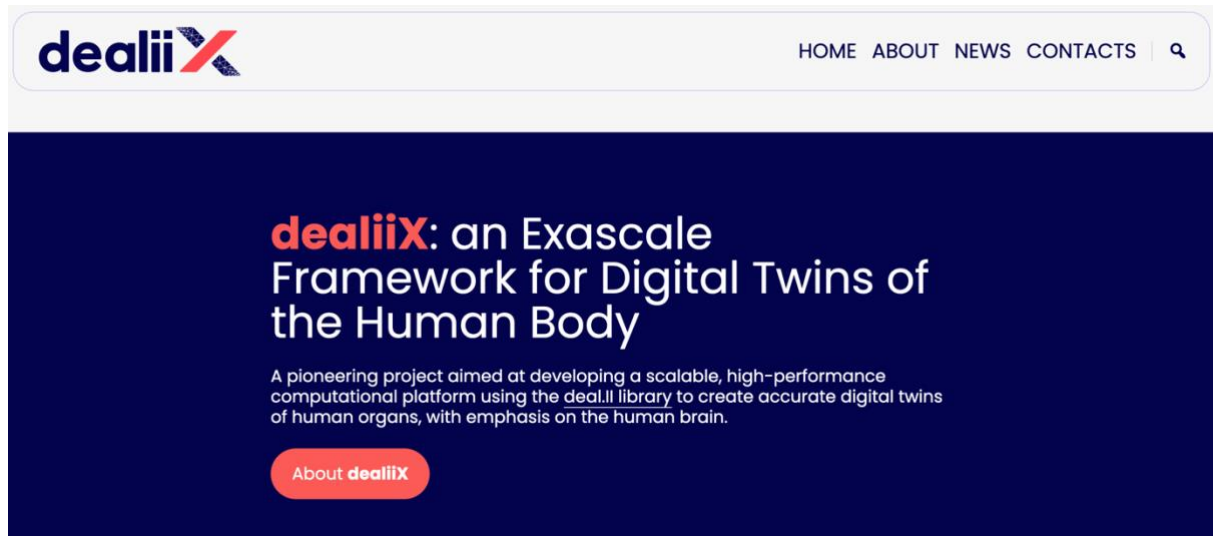 dealiiX
HOME ABOUT NEWS CONTACTS
dealiiX: an Exascale
Framework for Digital Twins of
the Human Body
A pioneering project aimed at developing a scalable, high-performance
computational platform using the deal.II library to create accurate digital twins
of human organs, with emphasis on the human brain.
About dealiiX